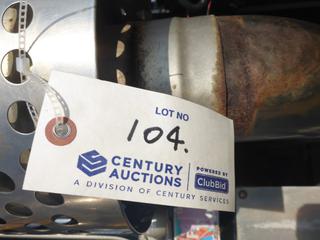 LOT NO
104.
CENTURY
AUCTIONS
POWERED BY
ClubBid
A DIVISION OF CENTURY SERVICES